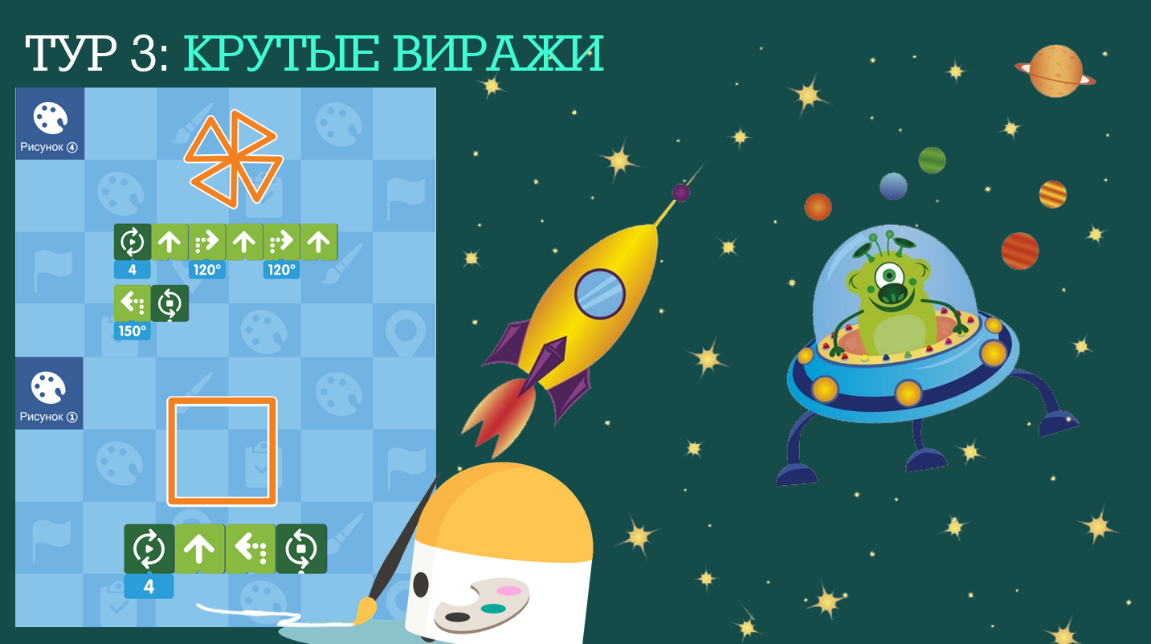 ТУР 3: КРУТЫЕ ВИРАЖИ
Рисунок ④
4 120° 120°
150°
Рисунок ①
4